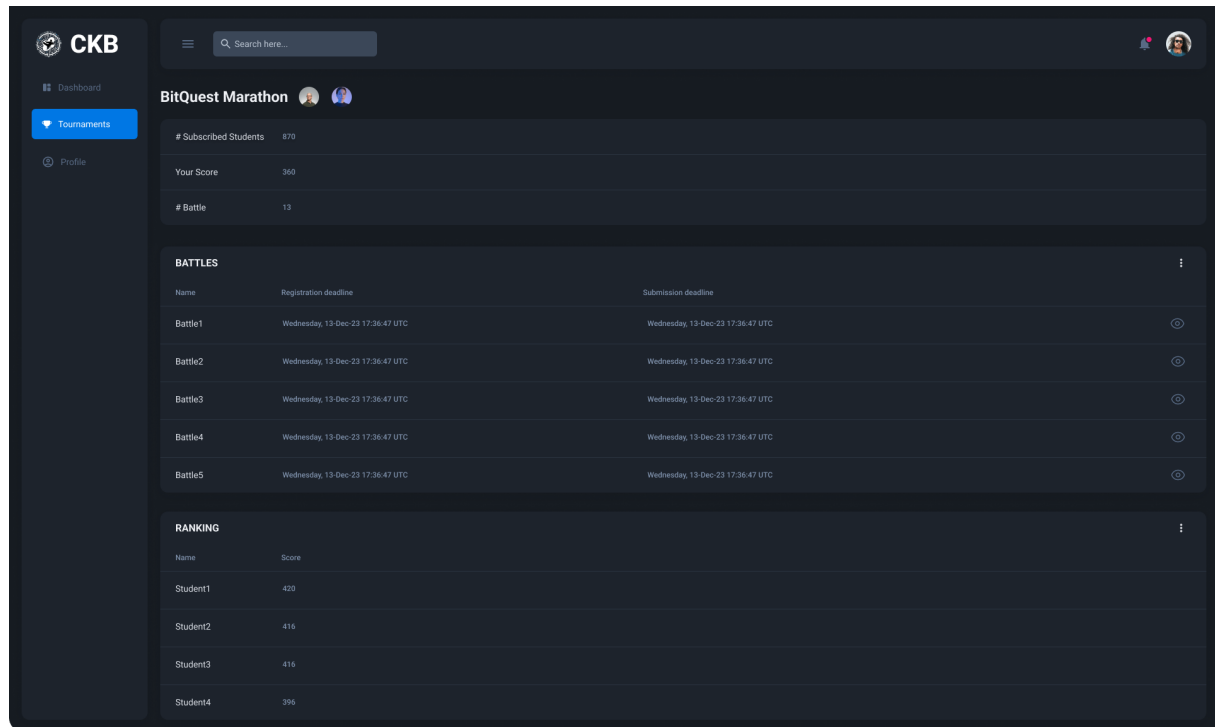 CKB
Search here...
Dashboard
Tournaments
Profile
BitQuest Marathon
# Subscribed Students 870
Your Score 360
# Battle 13
BATTLES
Name Registration deadline Submission deadline
Battle1 Wednesday, 13-Dec-23 17:36:47 UTC Wednesday, 13-Dec-23 17:36:47 UTC
Battle2 Wednesday, 13-Dec-23 17:36:47 UTC Wednesday, 13-Dec-23 17:36:47 UTC
Battle3 Wednesday, 13-Dec-23 17:36:47 UTC Wednesday, 13-Dec-23 17:36:47 UTC
Battle4 Wednesday, 13-Dec-23 17:36:47 UTC Wednesday, 13-Dec-23 17:36:47 UTC
Battle5 Wednesday, 13-Dec-23 17:36:47 UTC Wednesday, 13-Dec-23 17:36:47 UTC
RANKING
Name Score
Student1 420
Student2 416
Student3 416
Student4 396